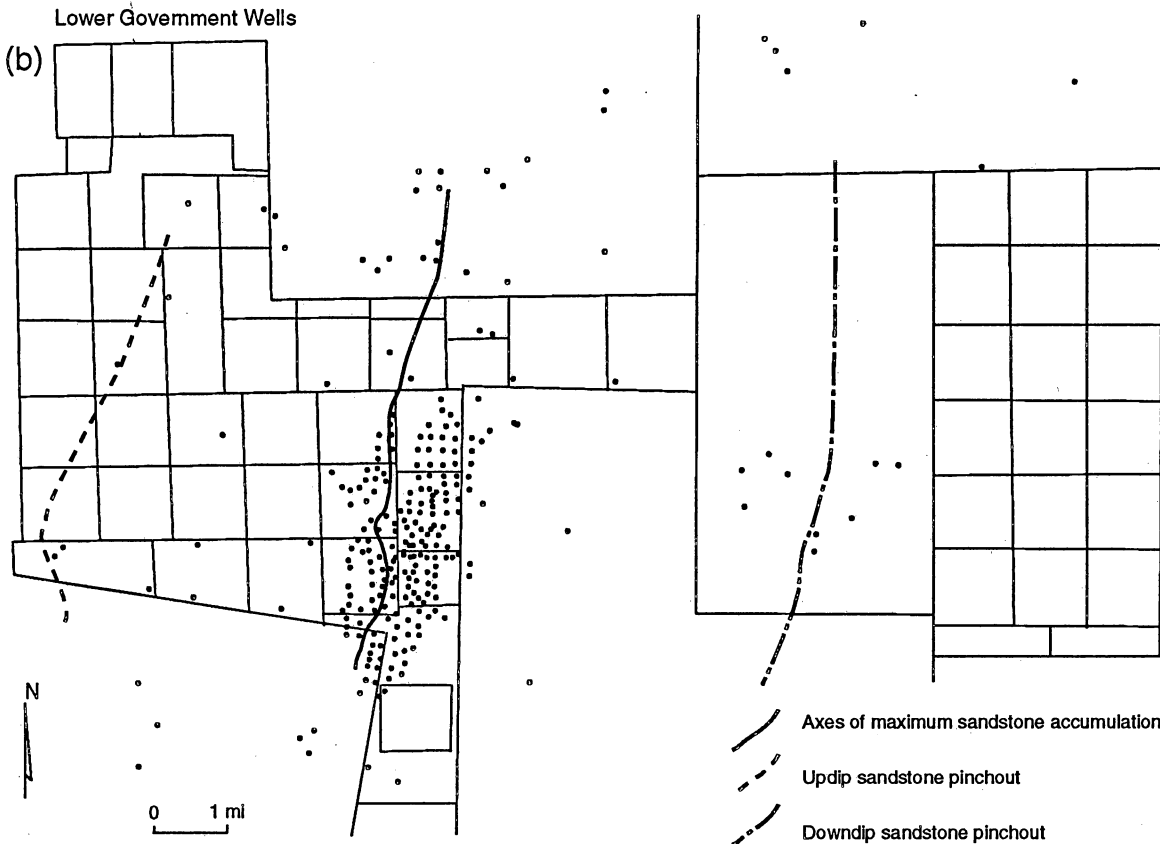 Lower Government Wells
(b)
N
0 1 mi
Axes of maximum sandstone accumulation
Updip sandstone pinchout
Downdip sandstone pinchout